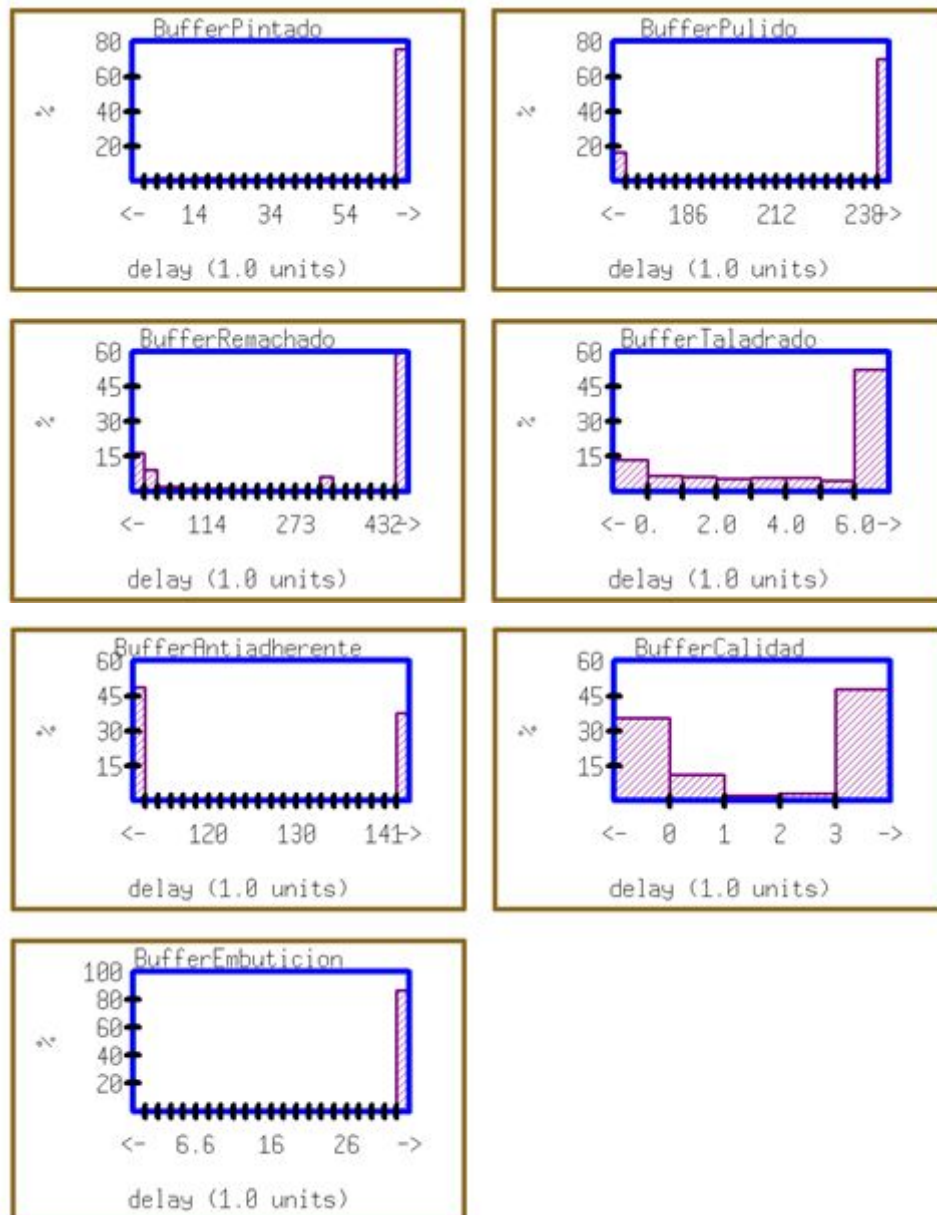 BufferPintado
80
60
40
20
%
<- 14 34 54 ->
delay (1.0 units)
BufferPulido
80
60
40
20
%
<- 186 212 238->
delay (1.0 units)
BufferRemachado
60
45
30
15
%
<- 114 273 432->
delay (1.0 units)
BufferTaladrado
60
45
30
15
%
<- 0. 2.0 4.0 6.0->
delay (1.0 units)
BufferAntiadherente
60
45
30
15
%
<- 120 130 141->
delay (1.0 units)
BufferCalidad
60
45
30
15
%
<- 0 1 2 3 ->
delay (1.0 units)
BufferEmbuticion
100
80
60
40
20
%
<- 6.6 16 26 ->
delay (1.0 units)